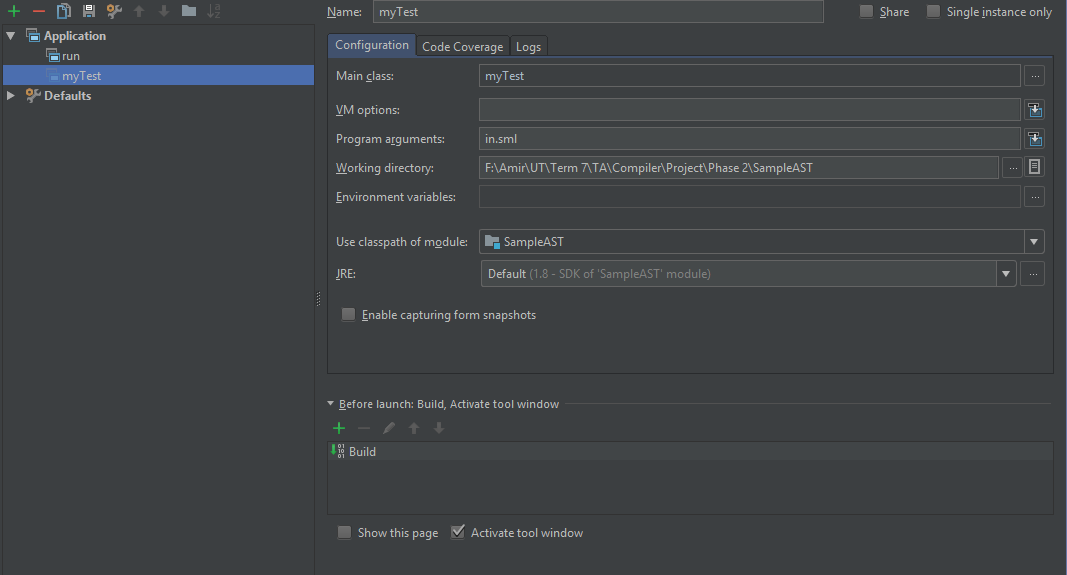 Name: myTest Share Single instance only
Application
run
myTest
Defaults
Configuration Code Coverage Logs
Main class: myTest ...
VM options:
Program arguments: in.sml
Working directory: F:\Amir\UT\Term 7\TA\Compiler\Project\Phase 2\SampleAST ...
Environment variables: ...
Use classpath of module: SampleAST
JRE: Default (1.8 - SDK of 'SampleAST' module) ...
Enable capturing form snapshots
Before launch: Build, Activate tool window
Build
Show this page Activate tool window